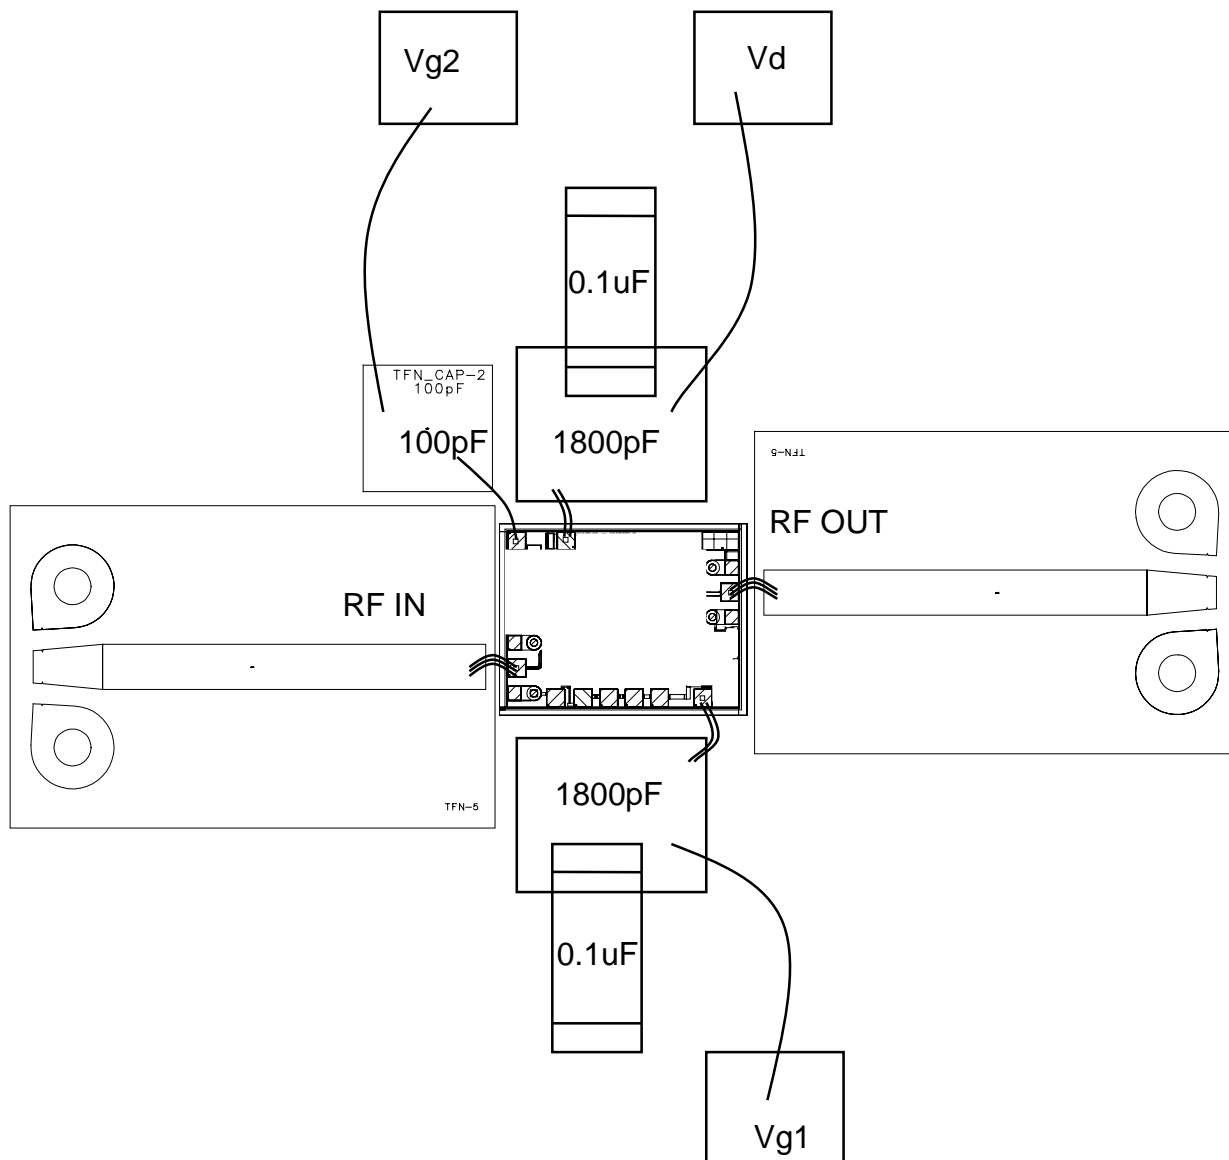 Vg2
Vd
0.1uF
TFN_CAP-2
100pF
100pF
1800pF
TFN-5
RF OUT
RF IN
1800pF
TFN-5
0.1uF
Vg1